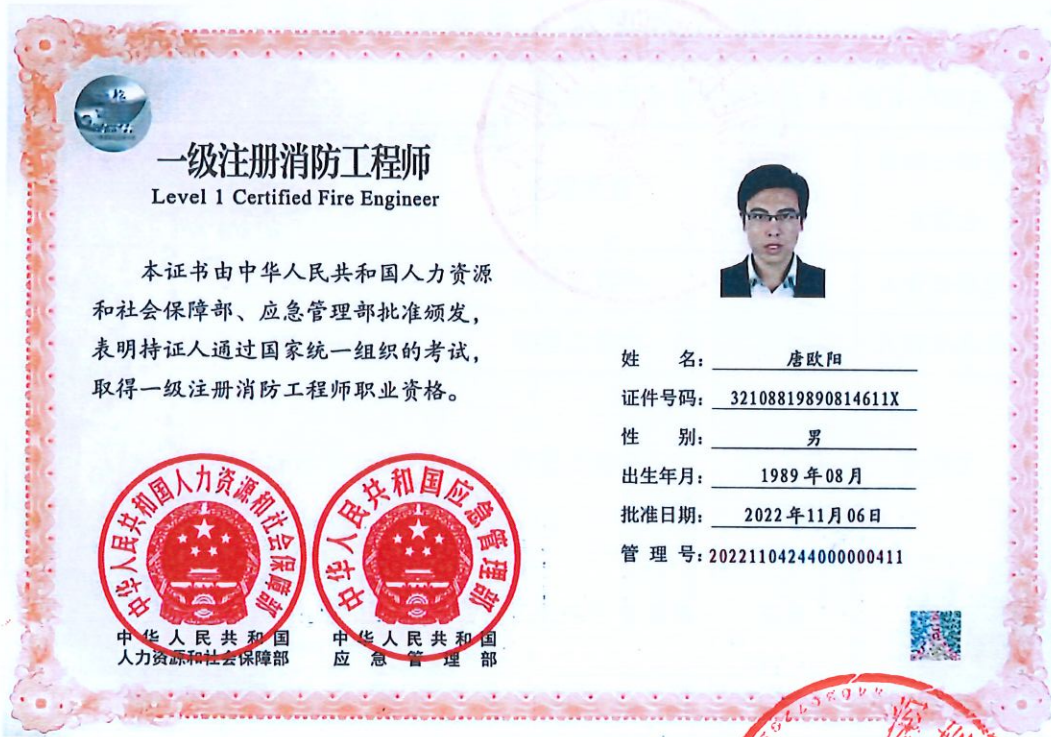 一级注册消防工程师
Level 1 Certified Fire Engineer
本证书由中华人民共和国人力资源
和社会保障部、应急管理部批准颁发，
表明持证人通过国家统一组织的考试，
取得一级注册消防工程师职业资格。
中华人民共和国人力资源和社会保障部
中华人民共和国
人力资源和社会保障部
中华人民共和国应急管理部
中华人民共和国
应急管理部
姓 名： 唐欧阳
证件号码： 32108819890814611X
性 别： 男
出生年月： 1989年08月
批准日期： 2022年11月06日
管 理 号： 20221104244000000411